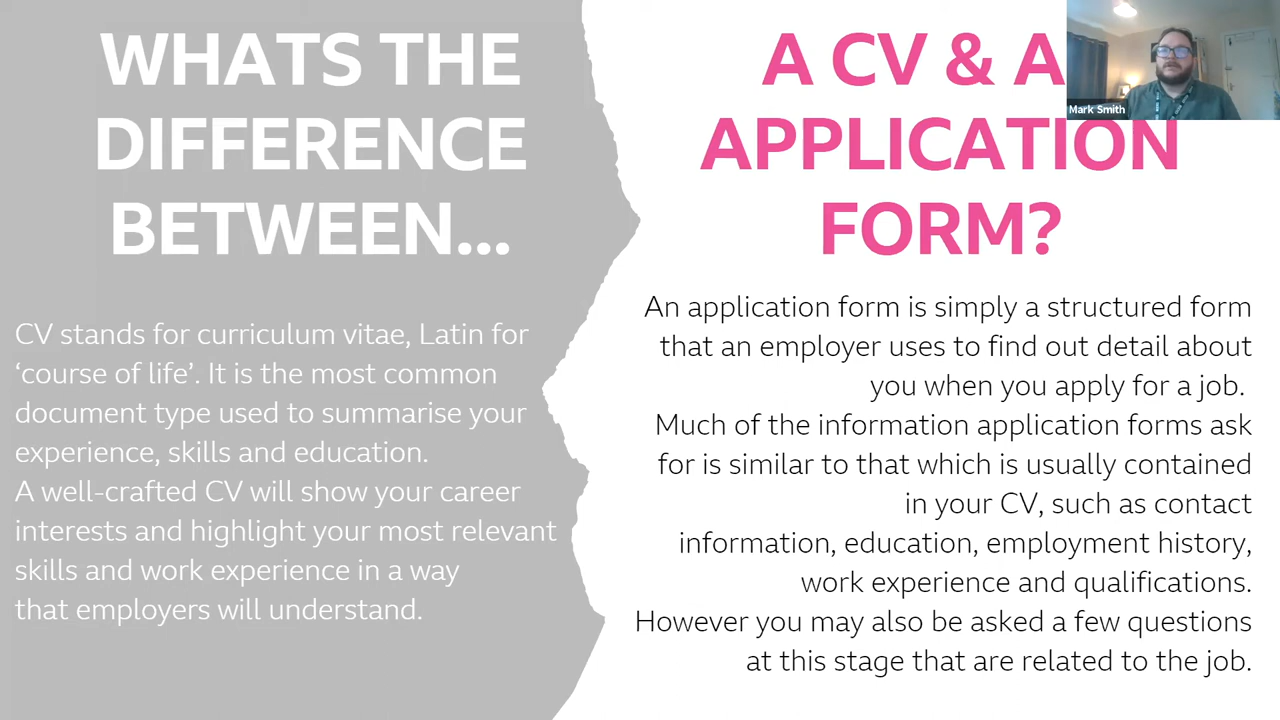 WHATS THE
DIFFERENCE
BETWEEN...
CV stands for curriculum vitae, Latin for
‘course of life’. It is the most common
document type used to summarise your
experience, skills and education.
A well-crafted CV will show your career
interests and highlight your most relevant
skills and work experience in a way
that employers will understand.
A CV & A
APPLICATION
FORM?
An application form is simply a structured form
that an employer uses to find out detail about
you when you apply for a job.
Much of the information application forms ask
for is similar to that which is usually contained
in your CV, such as contact
information, education, employment history,
work experience and qualifications.
However you may also be asked a few questions
at this stage that are related to the job.
Mark Smith